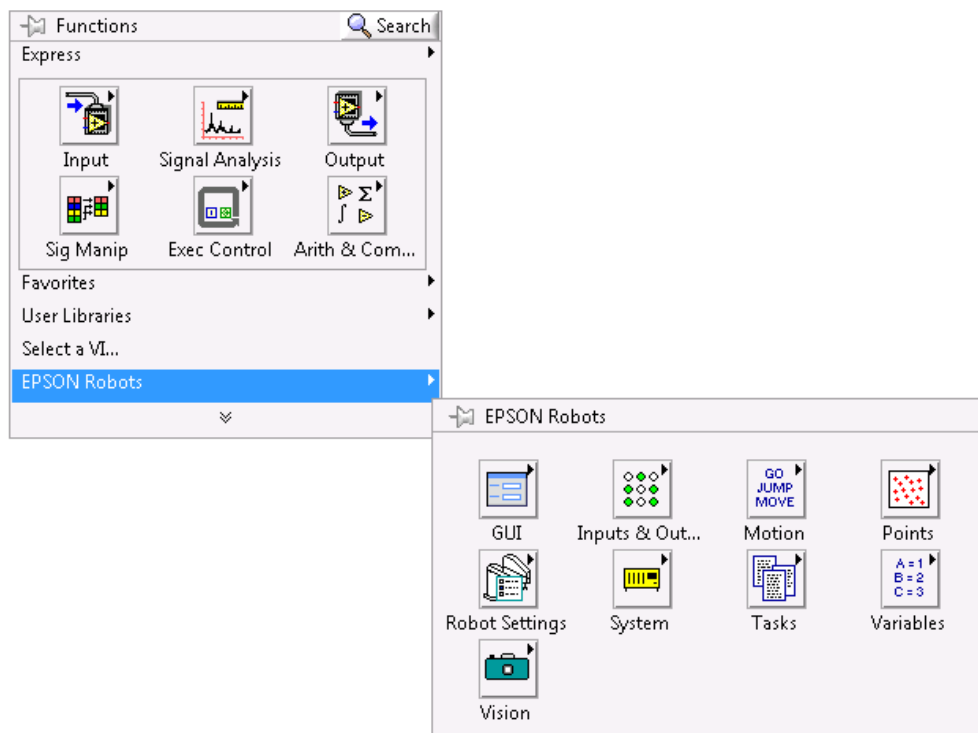 Functions
Search
Express
Input
Signal Analysis
Output
Sig Manip
Exec Control
Arith & Com...
Favorites
User Libraries
Select a VI...
EPSON Robots
EPSON Robots
GO
JUMP
MOVE
GUI
Inputs & Out...
Motion
Points
A = 1
B = 2
C = 3
Robot Settings
System
Tasks
Variables
Vision